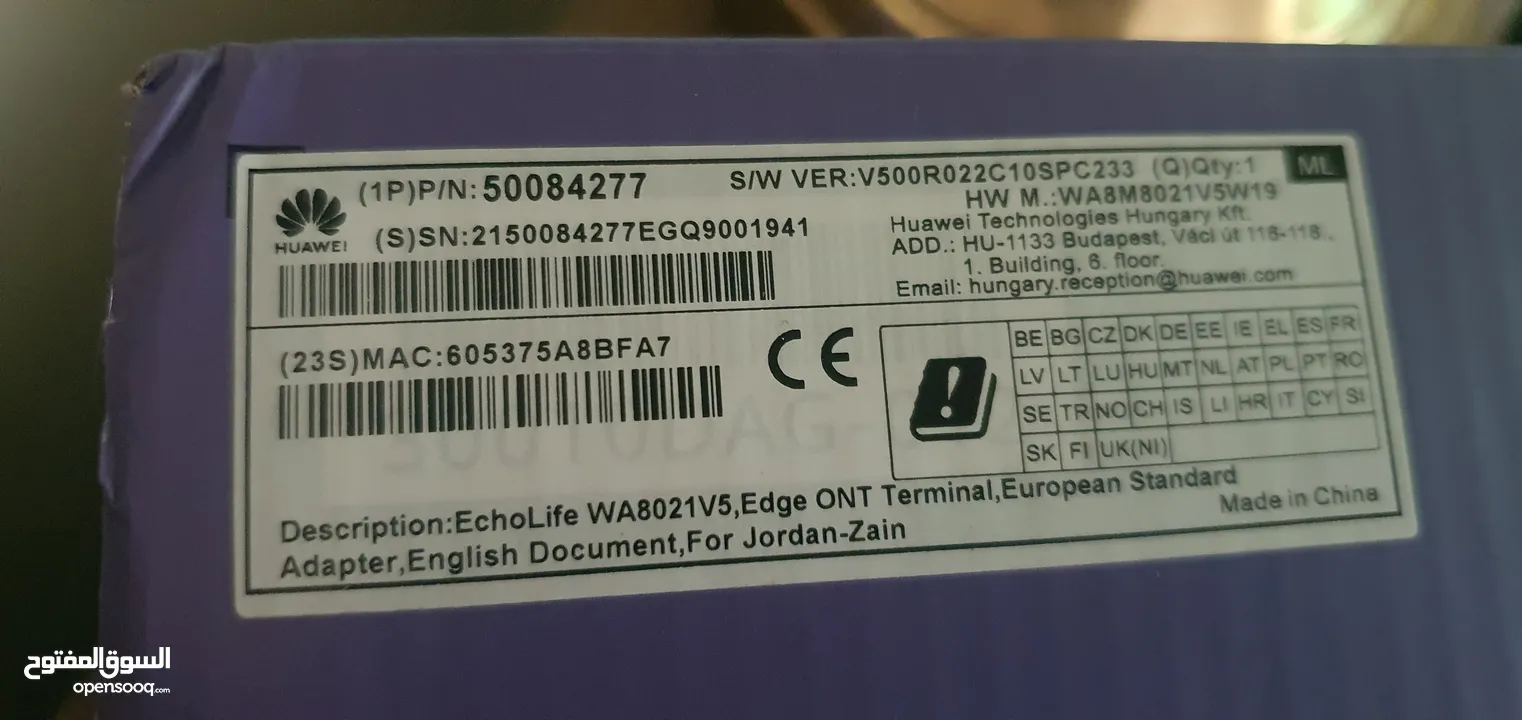 HUAWEI
(1P)P/N:50084277
S/W VER:V500R022C10SPC233 (Q)Qty:1
ML
HW M.:WA8M8021V5W19
(S)SN:2150084277EGQ9001941
Huawei Technologies Hungary Kft.
ADD.: HU-1133 Budapest, Váci út 116-118.,
1. Building, 6. floor.
Email: hungary.reception@huawei.com
(23S)MAC:605375A8BFA7
CE
BE BG CZ DK DE EE IE EL ES FR
LV LT LU HU MT NL AT PL PT RO
SE TR NO CH IS LI HR IT CY SI
SK FI UK(NI)
Description:EchoLife WA8021V5,Edge ONT Terminal,European Standard
Adapter,English Document,For Jordan-Zain
Made in China
السوق المفتوح
opensooq.com